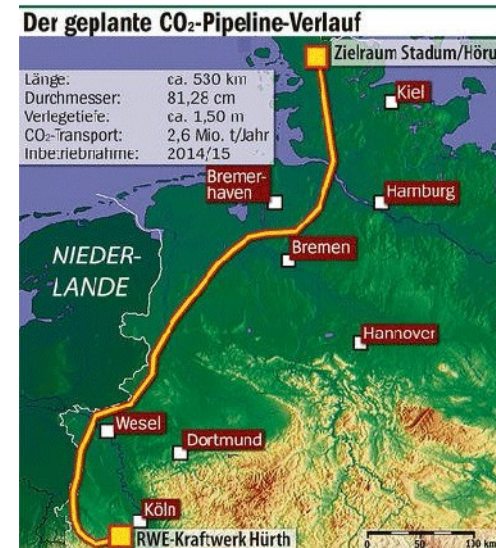 Der geplante CO₂-Pipeline-Verlauf
Zielraum Stadum/Höru
Länge: ca. 530 km
Durchmesser: 81,28 cm
Verlegetiefe: ca. 1,50 m
CO₂-Transport: 2,6 Mio. t/Jahr
Inbetriebnahme: 2014/15
Kiel
Bremer-
haven
Hamburg
Bremen
NIEDER-
LANDE
Hannover
Wesel
Dortmund
Köln
RWE-Kraftwerk Hürth
0 50 100 km